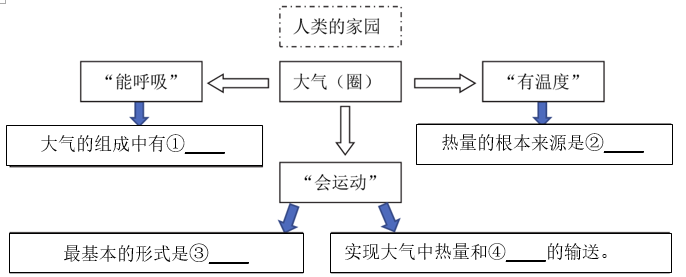 人类的家园
“能呼吸”
大气（圈）
“有温度”
大气的组成中有①____
热量的根本来源是②____
“会运动”
最基本的形式是③____
实现大气中热量和④____的输送。